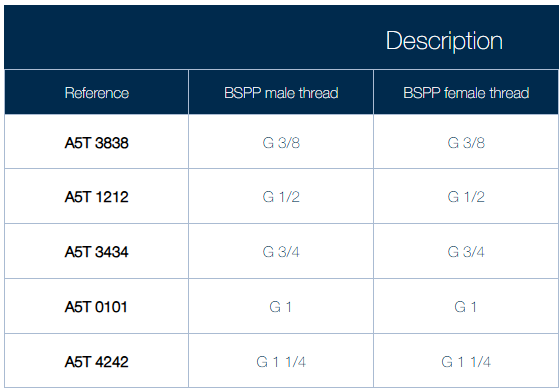 Description
Reference BSPP male thread BSPP female thread
A5T 3838 G 3/8 G 3/8
A5T 1212 G 1/2 G 1/2
A5T 3434 G 3/4 G 3/4
A5T 0101 G 1 G 1
A5T 4242 G 1 1/4 G 1 1/4